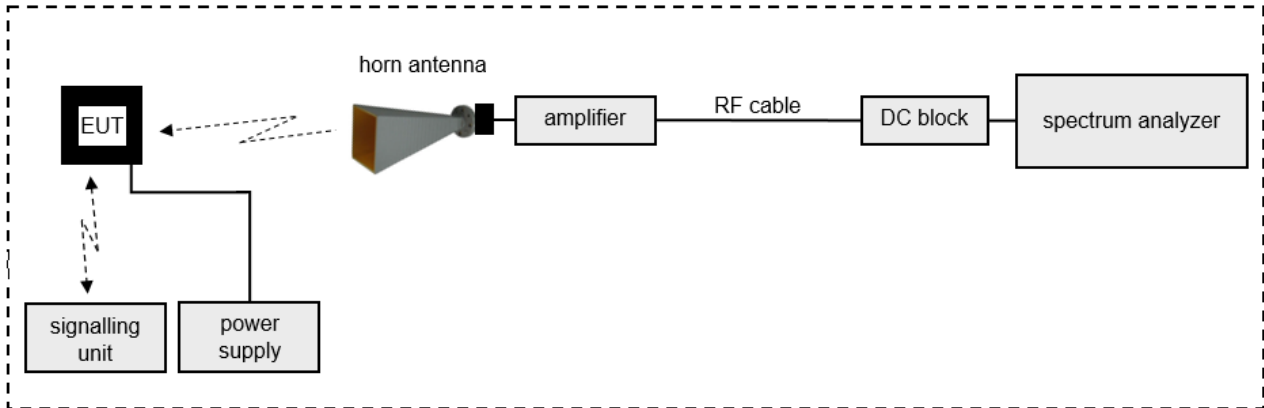 horn antenna
EUT
amplifier
RF cable
DC block
spectrum analyzer
signalling
unit
power
supply